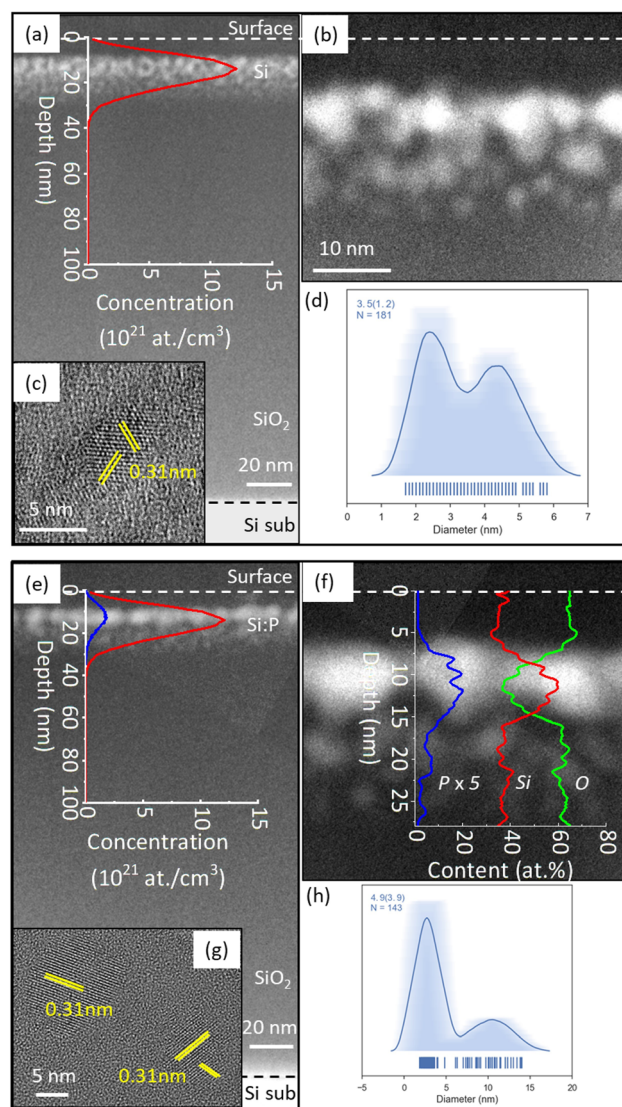 (a)
Surface
0
Si
20
40
60
80
100
Depth (nm)
0
5
10
15
Concentration
(10²¹ at./cm³)
(b)
10 nm
(c)
0.31nm
5 nm
SiO₂
20 nm
Si sub
(d)
3.5(1.2)
N = 181
0 1 2 3 4 5 6 7
Diameter (nm)
(e)
Surface
0
Si:P
20
40
60
80
100
Depth (nm)
0
5
10
15
Concentration
(10²¹ at./cm³)
(f)
0
5
10
15
20
25
Depth (nm)
P x 5 Si O
0 20 40 60 80
Content (at.%)
(g)
0.31nm
0.31nm
5 nm
SiO₂
20 nm
Si sub
(h)
4.9(3.9)
N = 143
−5 0 5 10 15 20
Diameter (nm)